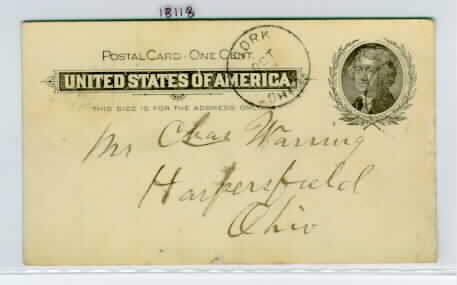 18118
POSTAL CARD - ONE CENT.
UNITED STATES OF AMERICA.
THIS SIDE IS FOR THE ADDRESS ONLY.
ORK
OCT
OHIO
Mr Chas Warring
Harpersfield
Ohio